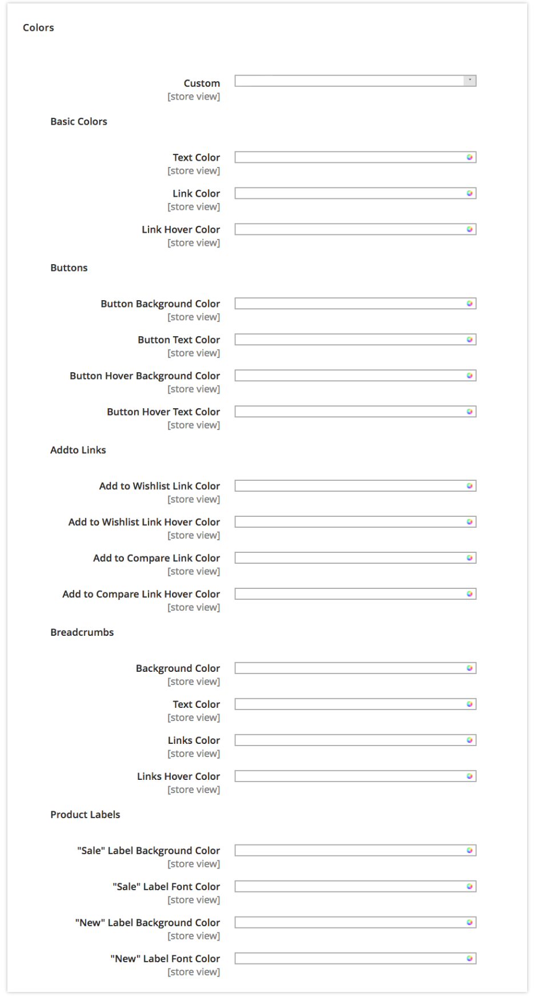 Colors
Custom
[store view]
Basic Colors
Text Color
[store view]
Link Color
[store view]
Link Hover Color
[store view]
Buttons
Button Background Color
[store view]
Button Text Color
[store view]
Button Hover Background Color
[store view]
Button Hover Text Color
[store view]
Addto Links
Add to Wishlist Link Color
[store view]
Add to Wishlist Link Hover Color
[store view]
Add to Compare Link Color
[store view]
Add to Compare Link Hover Color
[store view]
Breadcrumbs
Background Color
[store view]
Text Color
[store view]
Links Color
[store view]
Links Hover Color
[store view]
Product Labels
"Sale" Label Background Color
[store view]
"Sale" Label Font Color
[store view]
"New" Label Background Color
[store view]
"New" Label Font Color
[store view]